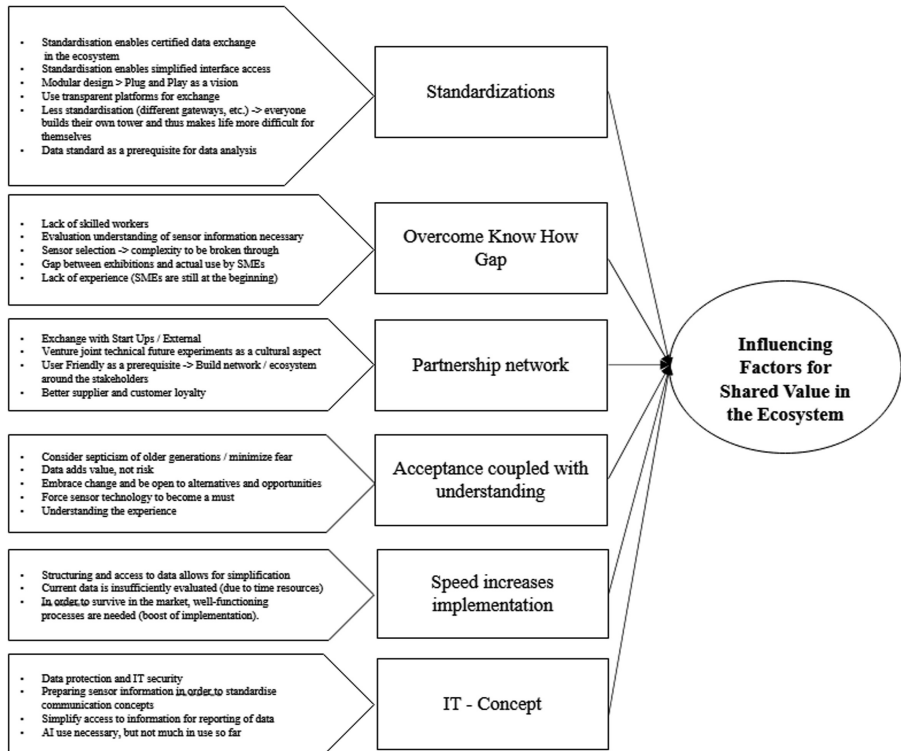 • Standardisation enables certified data exchange
in the ecosystem
• Standardisation enables simplified interface access
• Modular design > Plug and Play as a vision
• Use transparent platforms for exchange
• Less standardisation (different gateways, etc.) -> everyone
builds their own tower and thus makes life more difficult for
themselves
• Data standard as a prerequisite for data analysis
Standardizations
• Lack of skilled workers
• Evaluation understanding of sensor information necessary
• Sensor selection -> complexity to be broken through
• Gap between exhibitions and actual use by SMEs
• Lack of experience (SMEs are still at the beginning)
Overcome Know How
Gap
• Exchange with Start Ups / External
• Venture joint technical future experiments as a cultural aspect
• User Friendly as a prerequisite -> Build network / ecosystem
around the stakeholders
• Better supplier and customer loyalty
Partnership network
• Consider septicism of older generations / minimize fear
• Data adds value, not risk
• Embrace change and be open to alternatives and opportunities
• Force sensor technology to become a must
• Understanding the experience
Acceptance coupled with
understanding
• Structuring and access to data allows for simplification
• Current data is insufficiently evaluated (due to time resources)
• In order to survive in the market, well-functioning
processes are needed (boost of implementation).
Speed increases
implementation
• Data protection and IT security
• Preparing sensor information in order to standardise
communication concepts
• Simplify access to information for reporting of data
• AI use necessary, but not much in use so far
IT - Concept
Influencing
Factors for
Shared Value in
the Ecosystem